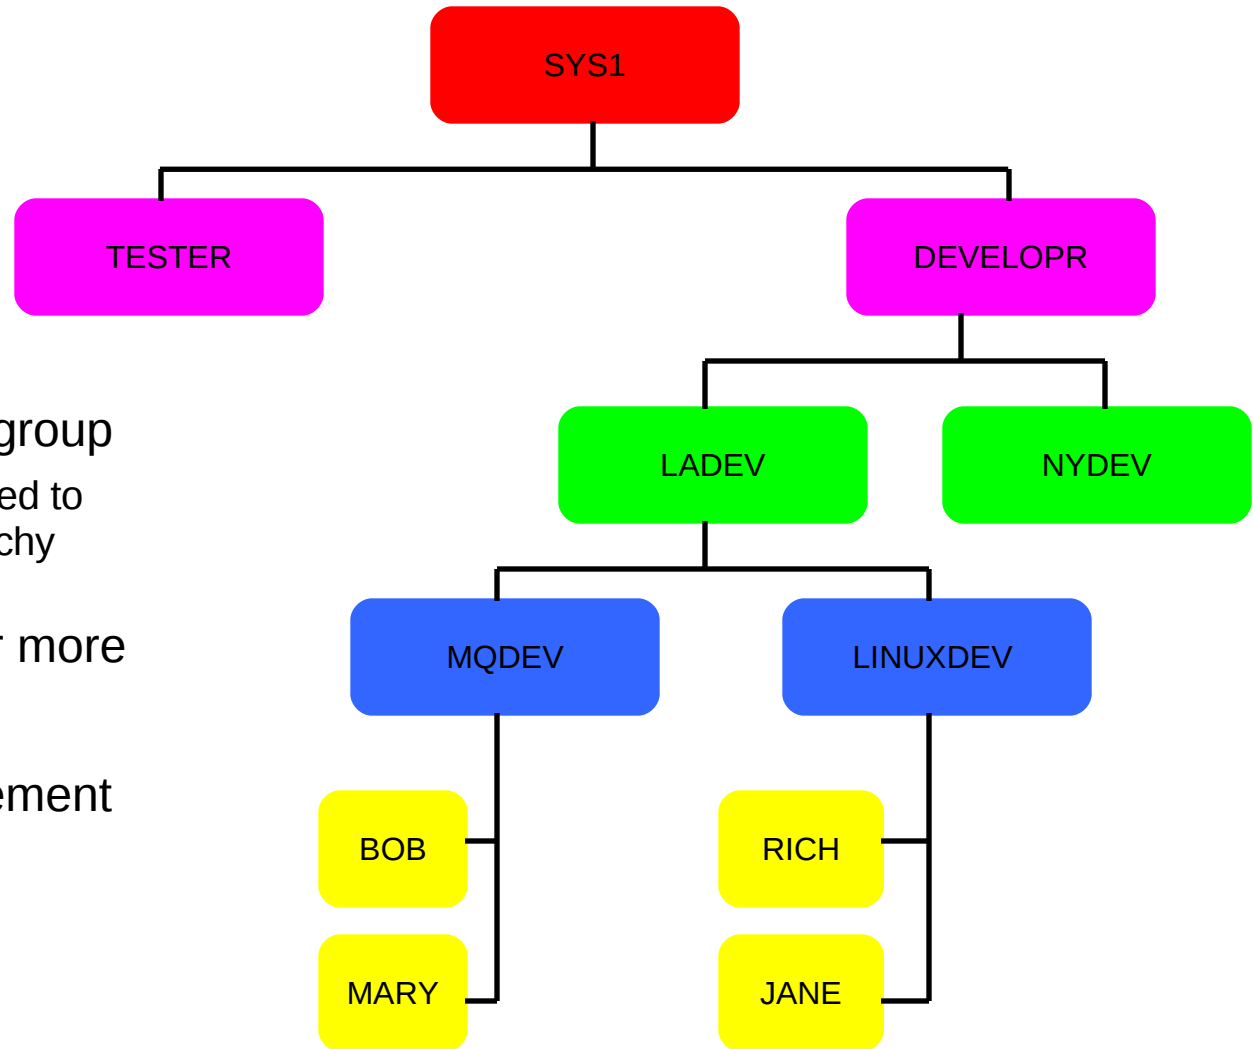 SYS1
TESTER
DEVELOPR
group
ed to
chy
LADEV
NYDEV
r more
MQDEV
LINUXDEV
ement
BOB
RICH
MARY
JANE